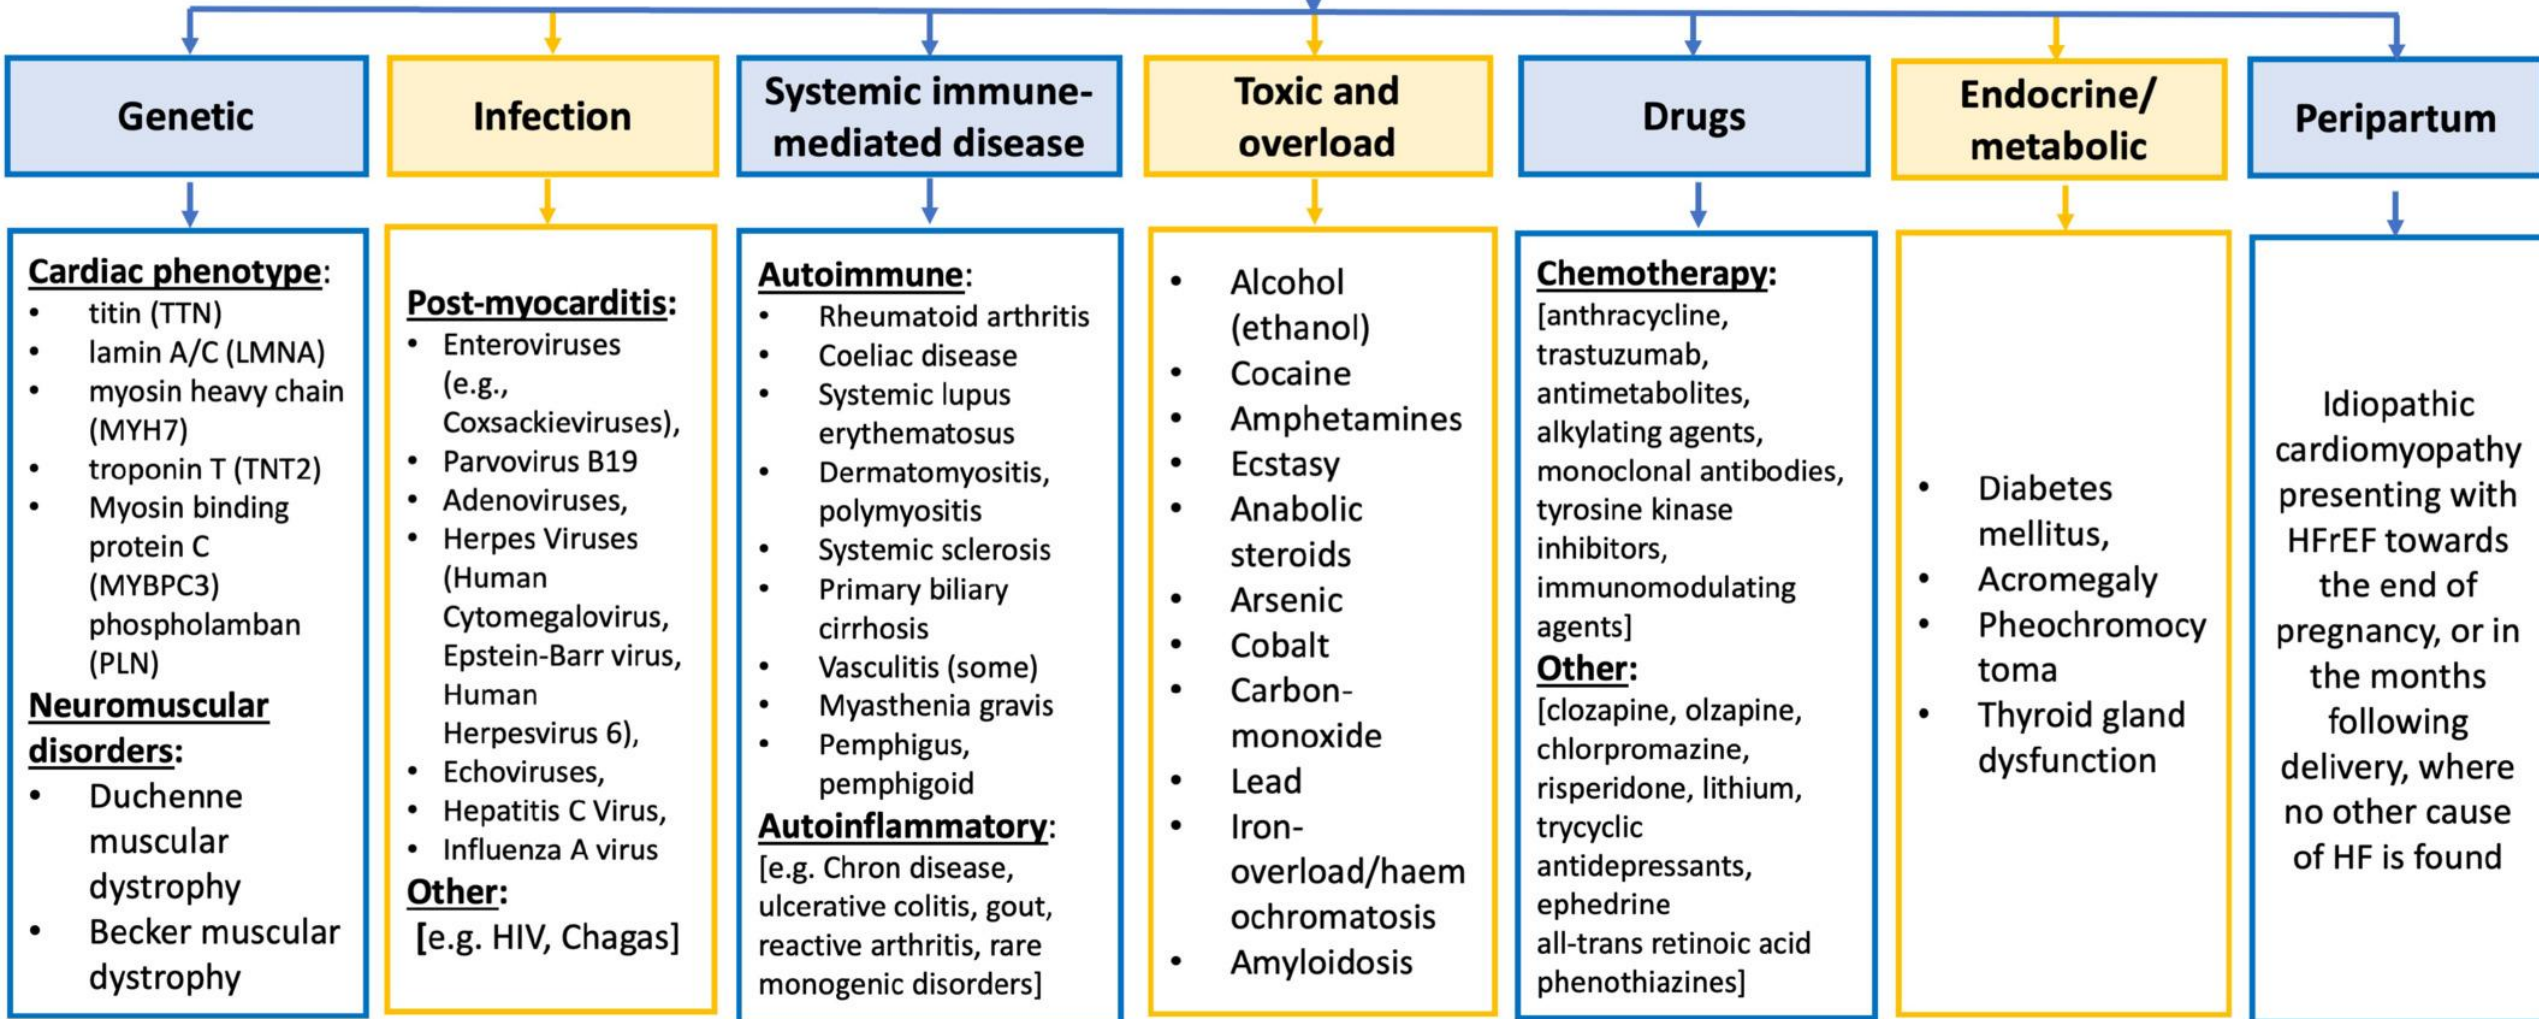 Genetic
Infection
Systemic immune-
mediated disease
Toxic and
overload
Drugs
Endocrine/
metabolic
Peripartum
Cardiac phenotype:
• titin (TTN)
• lamin A/C (LMNA)
• myosin heavy chain
(MYH7)
• troponin T (TNT2)
• Myosin binding
protein C
(MYBPC3)
phospholamban
(PLN)
Neuromuscular
disorders:
• Duchenne
muscular
dystrophy
• Becker muscular
dystrophy
Post-myocarditis:
• Enteroviruses
(e.g.,
Coxsackieviruses),
• Parvovirus B19
• Adenoviruses,
• Herpes Viruses
(Human
Cytomegalovirus,
Epstein-Barr virus,
Human
Herpesvirus 6),
• Echoviruses,
• Hepatitis C Virus,
• Influenza A virus
Other:
[e.g. HIV, Chagas]
Autoimmune:
• Rheumatoid arthritis
• Coeliac disease
• Systemic lupus
erythematosus
• Dermatomyositis,
polymyositis
• Systemic sclerosis
• Primary biliary
cirrhosis
• Vasculitis (some)
• Myasthenia gravis
• Pemphigus,
pemphigoid
Autoinflammatory:
[e.g. Chron disease,
ulcerative colitis, gout,
reactive arthritis, rare
monogenic disorders]
• Alcohol
(ethanol)
• Cocaine
• Amphetamines
• Ecstasy
• Anabolic
steroids
• Arsenic
• Cobalt
• Carbon-
monoxide
• Lead
• Iron-
overload/haem
ochromatosis
• Amyloidosis
Chemotherapy:
[anthracycline,
trastuzumab,
antimetabolites,
alkylating agents,
monoclonal antibodies,
tyrosine kinase
inhibitors,
immunomodulating
agents]
Other:
[clozapine, olzapine,
chlorpromazine,
risperidone, lithium,
trycyclic
antidepressants,
ephedrine
all-trans retinoic acid
phenothiazines]
• Diabetes
mellitus,
• Acromegaly
• Pheochromocy
toma
• Thyroid gland
dysfunction
Idiopathic
cardiomyopathy
presenting with
HFrEF towards
the end of
pregnancy, or in
the months
following
delivery, where
no other cause
of HF is found